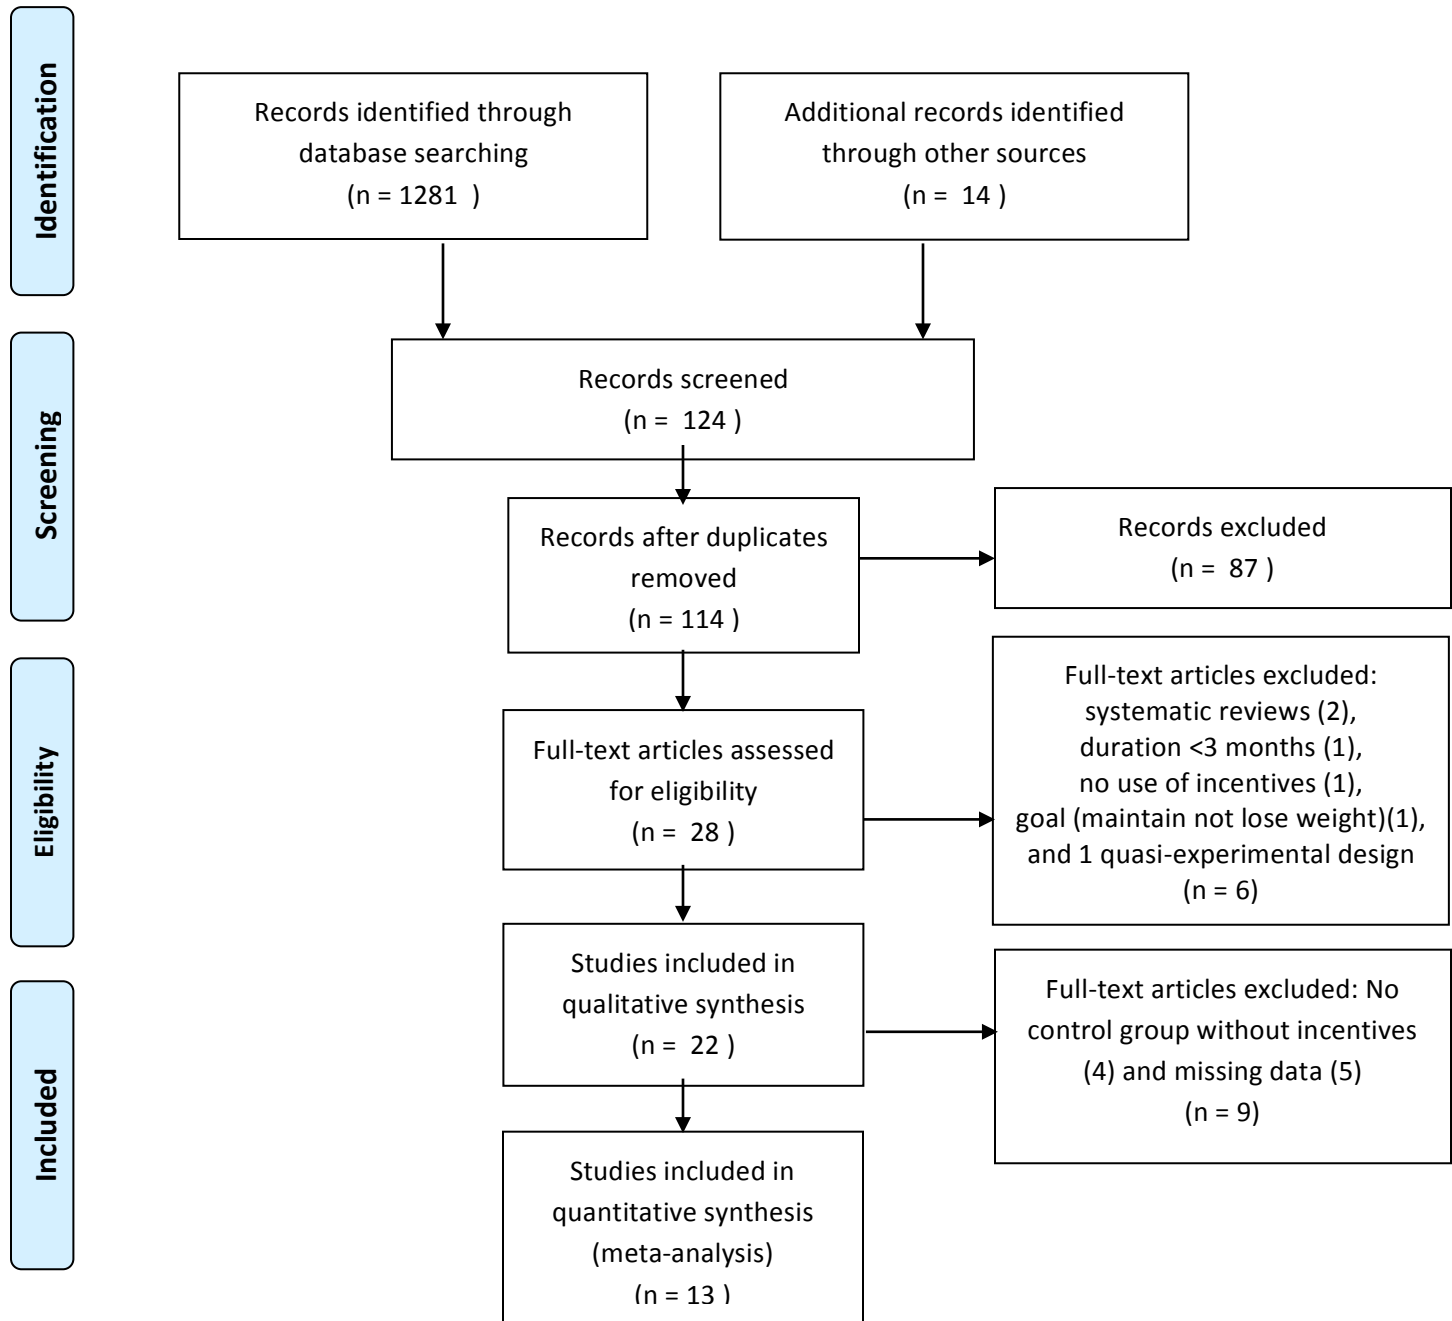 Identification
Records identified through
database searching
(n = 1281 )
Additional records identified
through other sources
(n = 14 )
Screening
Records screened
(n = 124 )
Records after duplicates
removed
(n = 114 )
Records excluded
(n = 87 )
Eligibility
Full-text articles assessed
for eligibility
(n = 28 )
Full-text articles excluded:
systematic reviews (2),
duration <3 months (1),
no use of incentives (1),
goal (maintain not lose weight)(1),
and 1 quasi-experimental design
(n = 6)
Studies included in
qualitative synthesis
(n = 22 )
Full-text articles excluded: No
control group without incentives
(4) and missing data (5)
(n = 9)
Included
Studies included in
quantitative synthesis
(meta-analysis)
(n = 13 )